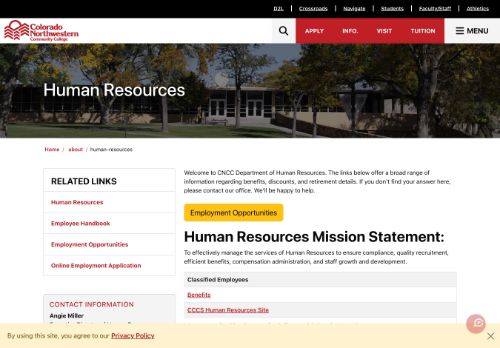 D2L | Crossroads | Navigate | Students | Faculty/Staff | Athletics
Colorado
Northwestern
Community College
APPLY INFO. VISIT TUITION MENU
Human Resources
Home / about / human-resources
RELATED LINKS
Human Resources
Employee Handbook
Employment Opportunities
Online Employment Application
CONTACT INFORMATION
Angie Miller
Welcome to CNCC Department of Human Resources. The links below offer a broad range of
information regarding benefits, discounts, and retirement details. If you don't find your answer here,
please contact our office. We'll be happy to help.
Employment Opportunities
Human Resources Mission Statement:
To effectively manage the services of Human Resources to ensure compliance, quality recruitment,
efficient benefits, compensation administration, and staff growth and development.
Classified Employees
Benefits
CCCS Human Resources Site
By using this site, you agree to our Privacy Policy